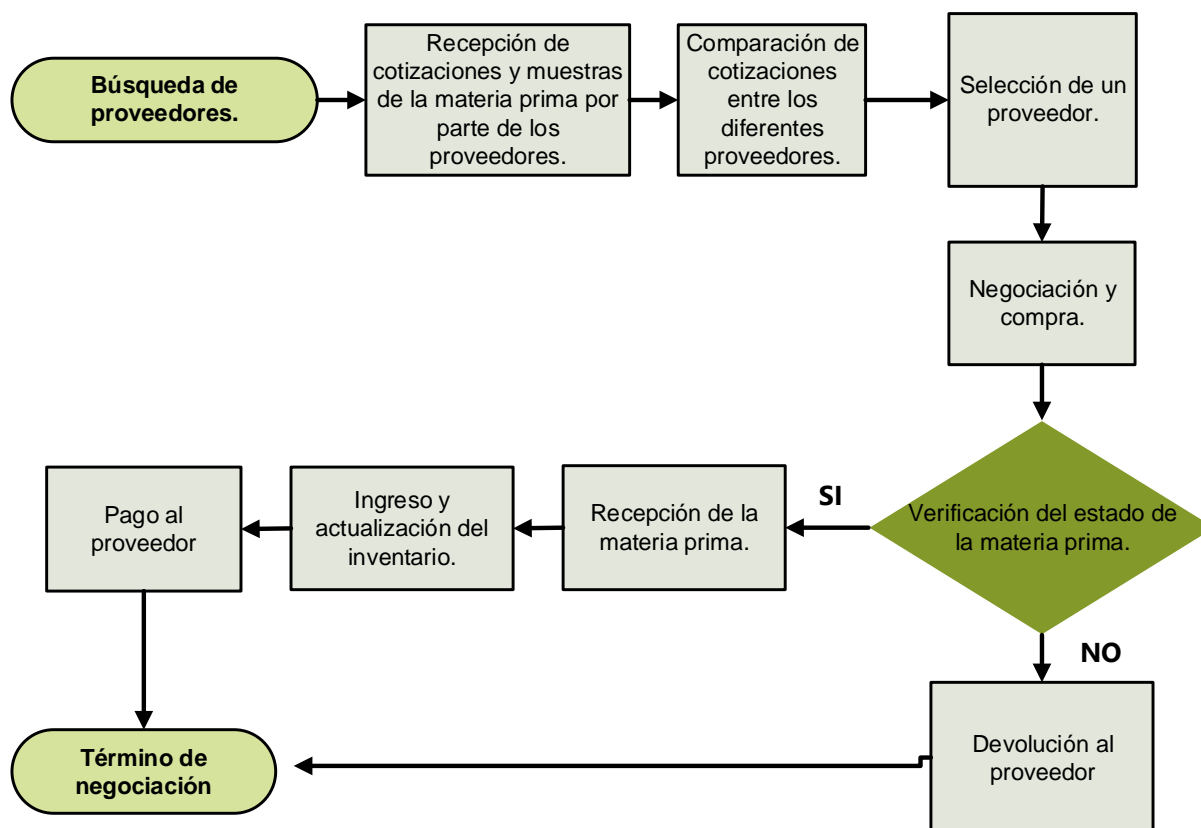 Búsqueda de
proveedores.
Recepción de
cotizaciones y muestras
de la materia prima por
parte de los
proveedores.
Comparación de
cotizaciones
entre los
diferentes
proveedores.
Selección de un
proveedor.
Negociación y
compra.
Verificación del estado de
la materia prima.
SI
Recepción de la
materia prima.
Ingreso y
actualización del
inventario.
Pago al
proveedor
NO
Devolución al
proveedor
Término de
negociación